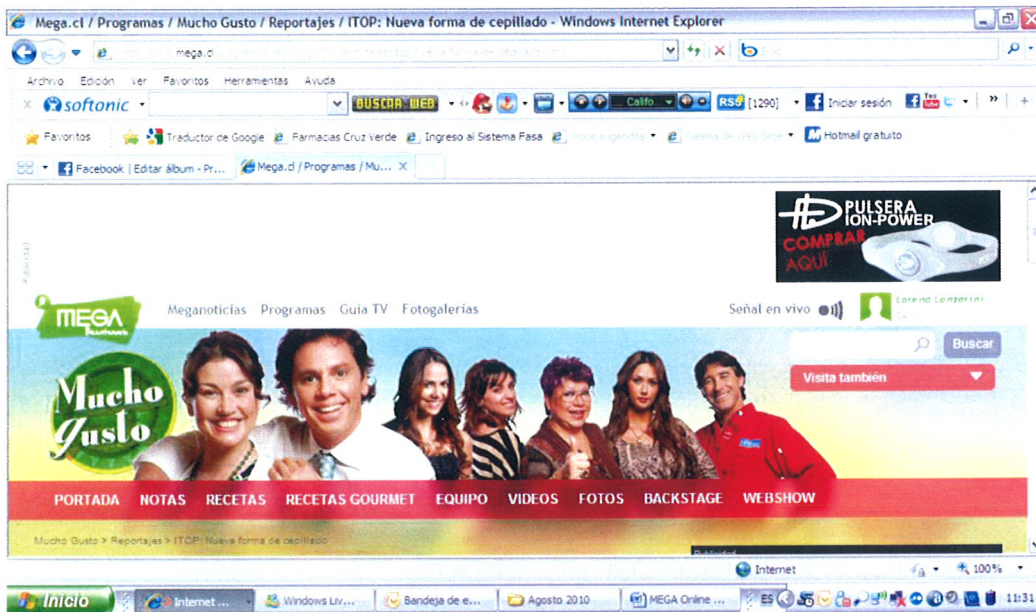 Mega.cl / Programas / Mucho Gusto / Reportajes / ITOP: Nueva forma de cepillado - Windows Internet Explorer
mega.cl
Archivo Edición Ver Favoritos Herramientas Ayuda
softonic BUSCAR WEB Califo RSS [1290] Iniciar sesión You Tube
Favoritos Traductor de Google Farmacias Cruz Verde Ingreso al Sistema Fasa Hotmail gratuito
Facebook | Editar álbum - Pr... Mega.cl / Programas / Mu... X
PULSERA
ION-POWER
COMPRAR
AQUÍ
Publicidad
MEGA
Meganoticias Programas Guía TV Fotogalerías Señal en vivo
Buscar
Visita también
Mucho
Gusto
PORTADA NOTAS RECETAS RECETAS GOURMET EQUIPO VIDEOS FOTOS BACKSTAGE WEBSHOW
Mucho Gusto > Reportajes > ITOP: Nueva forma de cepillado
Publicidad
Internet 100%
Inicio Internet ... Windows Liv... Bandeja de e... Agosto 2010 MEGA Online ... ES 11:31